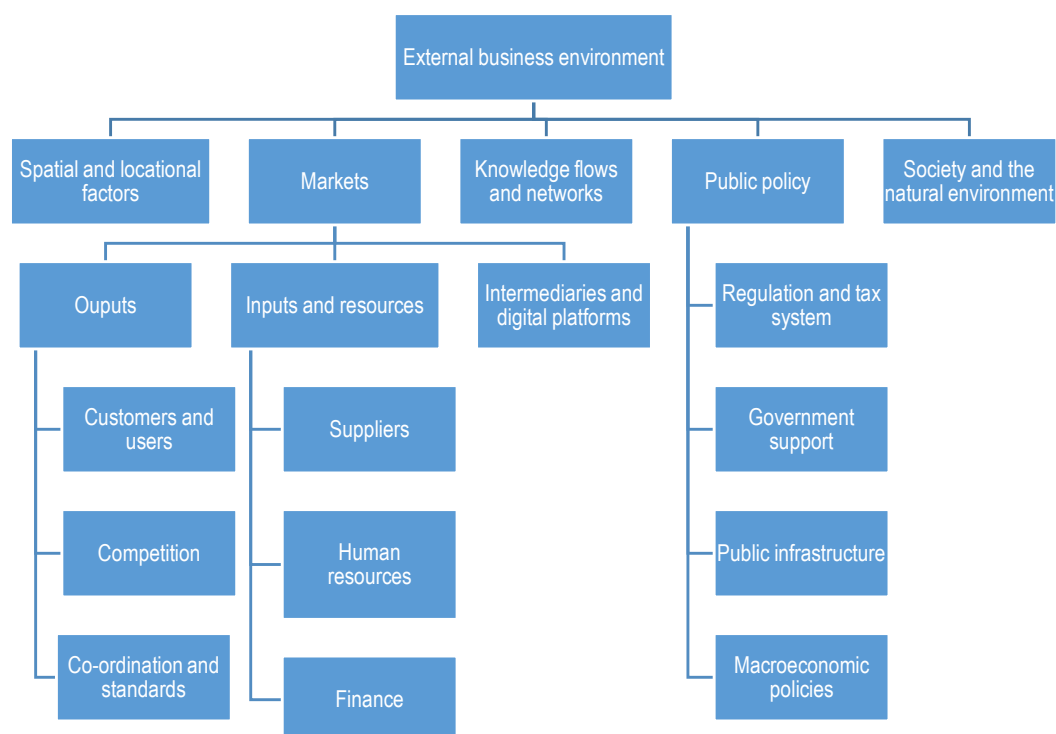 External business
environment
Spatial and locational
factors
Markets
Knowledge flows
and networks
Public policy
Society and the
natural environment
Ouputs
Inputs and resources
Intermediaries and
digital platforms
Regulation and tax
system
Customers and
users
Suppliers
Government
support
Competition
Human
resources
Public infrastructure
Co-ordination and
standards
Finance
Macroeconomic
policies